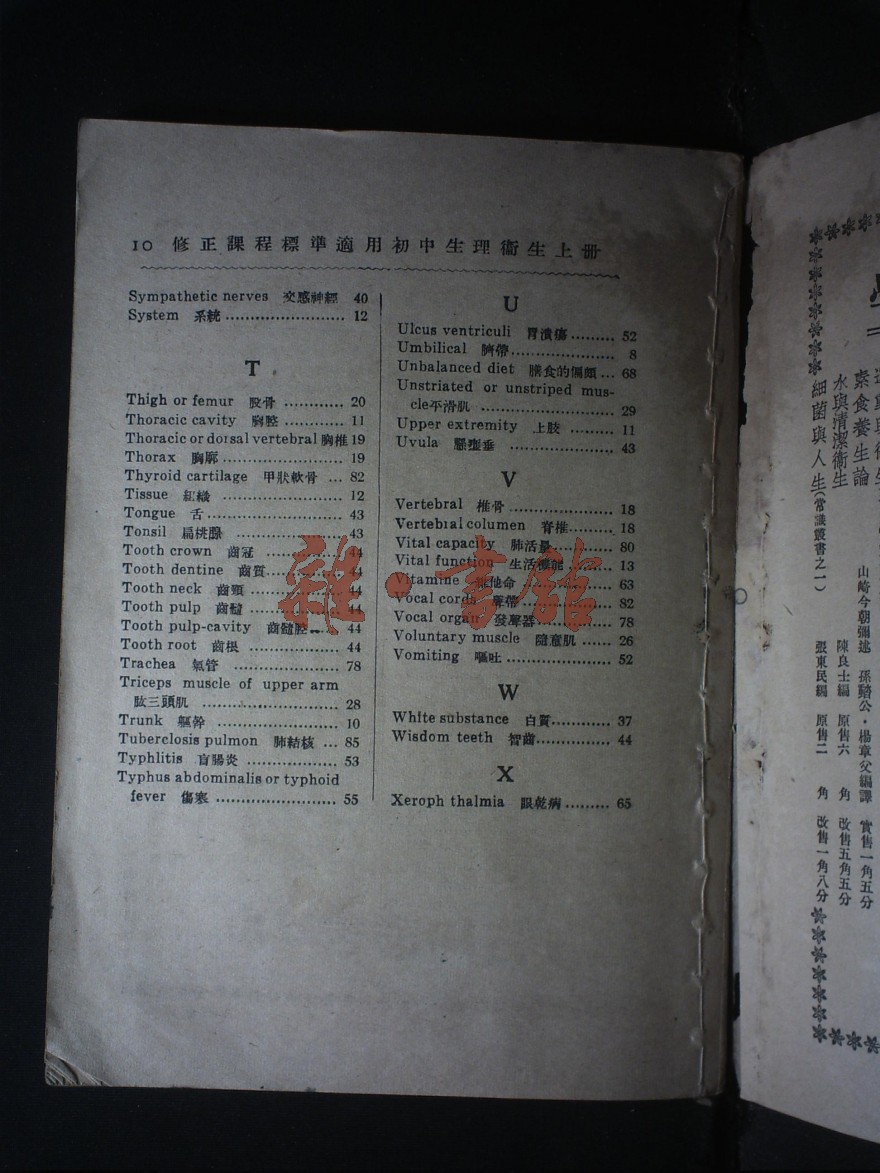 10 修正課程標準適用初中生理衞生上冊
Sympathetic nerves 交感神經 40
System 系統 ........................ 12
T
Thigh or femur 股骨 ............ 20
Thoracic cavity 胸腔 ............ 11
Thoracic or dorsal vertebral 胸椎 19
Thorax 胸廓 ..................... 19
Thyroid cartilage 甲狀軟骨 ... 82
Tissue 組織 ........................ 12
Tongue 舌 ........................... 43
Tonsil 扁桃腺 ..................... 43
Tooth crown 齒冠 ............... 44
Tooth dentine 齒質 ............... 44
Tooth neck 齒頸 .................. 44
Tooth pulp 齒髓 .................. 44
Tooth pulp-cavity 齒髓腔 ...... 44
Tooth root 齒根 .................. 44
Trachea 氣管 ..................... 78
Triceps muscle of upper arm
肱三頭肌 ........................ 28
Trunk 軀幹 ........................ 10
Tuberclosis pulmon 肺結核 ... 85
Typhlitis 盲腸炎 .................. 53
Typhus abdominalis or typhoid
fever 傷寒 ........................ 55
U
Ulcus ventriculi 胃潰瘍 ......... 52
Umbilical 臍帶 ..................... 8
Unbalanced diet 膳食的偏頗 ... 68
Unstriated or unstriped mus-
cle平滑肌 ........................ 29
Upper extremity 上肢 ......... 11
Uvula 懸壅垂 ..................... 43
V
Vertebral 椎骨 ..................... 18
Vertebral columen 脊椎 ......... 18
Vital capacity 肺活量 ............ 80
Vital function 生活機能 ......... 13
Vitamine 維他命 .................. 63
Vocal cords 聲帶 .................. 82
Vocal organ 發聲器 ............... 78
Voluntary muscle 隨意肌 ...... 26
Vomiting 嘔吐 ..................... 52
W
White substance 白質 ............ 37
Wisdom teeth 智齒 ............... 44
X
Xeroph thalmia 眼乾病 ......... 65
雜·書館
素食養生論
山崎今朝彌述 孫谿公·楊章父編譯 實售一角五分
水與清潔衞生
陳良士編 原售六角 改售五角五分
細菌與人生(常識叢書之一)
張東民編 原售二角 改售一角八分